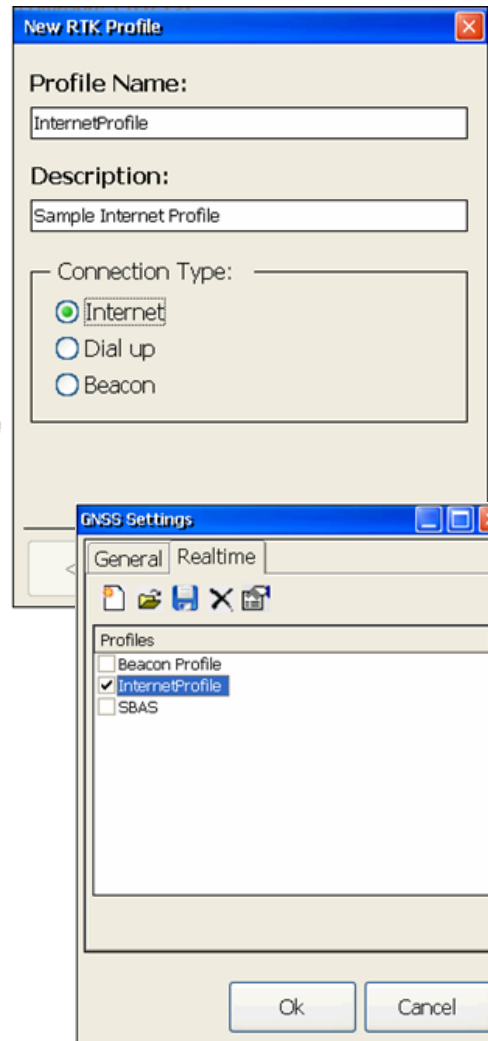 New RTK Profile
Profile Name:
InternetProfile
Description:
Sample Internet Profile
Connection Type:
Internet
Dial up
Beacon
<
GNSS Settings
General Realtime
Profiles
Beacon Profile
InternetProfile
SBAS
Ok Cancel